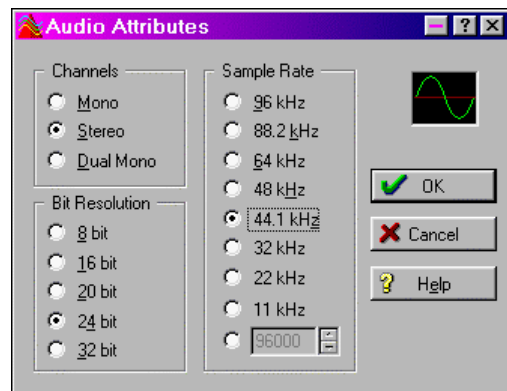 Audio Attributes
Channels
Mono
Stereo
Dual Mono
Bit Resolution
8 bit
16 bit
20 bit
24 bit
32 bit
Sample Rate
96 kHz
88.2 kHz
64 kHz
48 kHz
44.1 kHz
32 kHz
22 kHz
11 kHz
96000
OK
Cancel
? Help